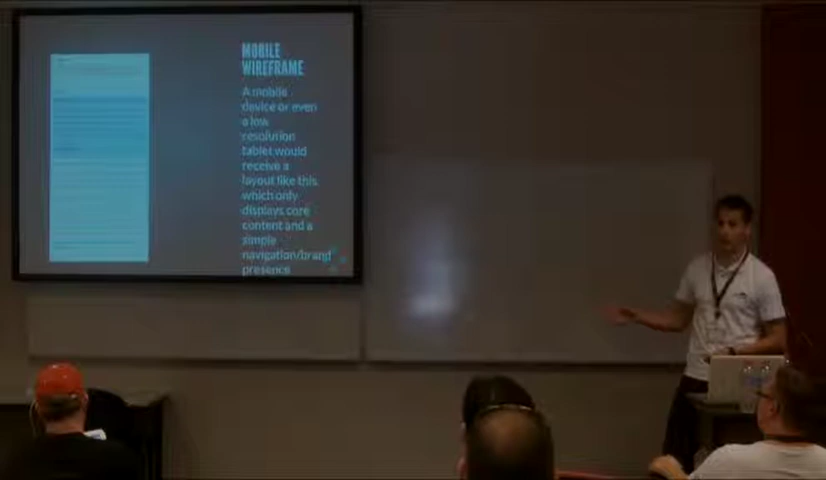 MOBILE
WIREFRAME
A mobile
device or even
a low
resolution
tablet would
receive a
layout like this,
which only
displays core
content and a
simple
navigation/brand
presence